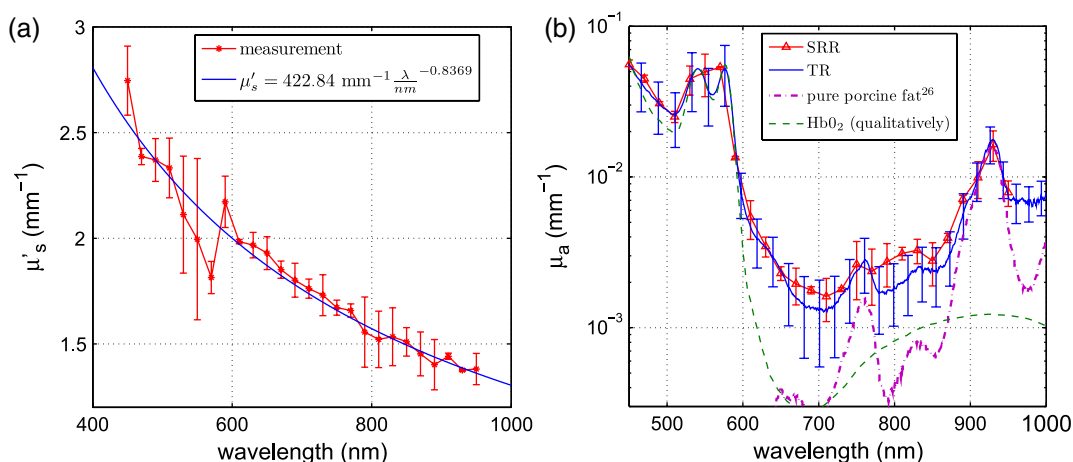 (a)
3
2.5
2
1.5
μ's (mm⁻¹)
measurement
μ's = 422.84 mm⁻¹ λ/nm ^−0.8369
400 600 800 1000
wavelength (nm)
(b)
10⁻¹
10⁻²
10⁻³
μa (mm⁻¹)
SRR
TR
pure porcine fat²⁶
Hb0₂ (qualitatively)
500 600 700 800 900 1000
wavelength (nm)